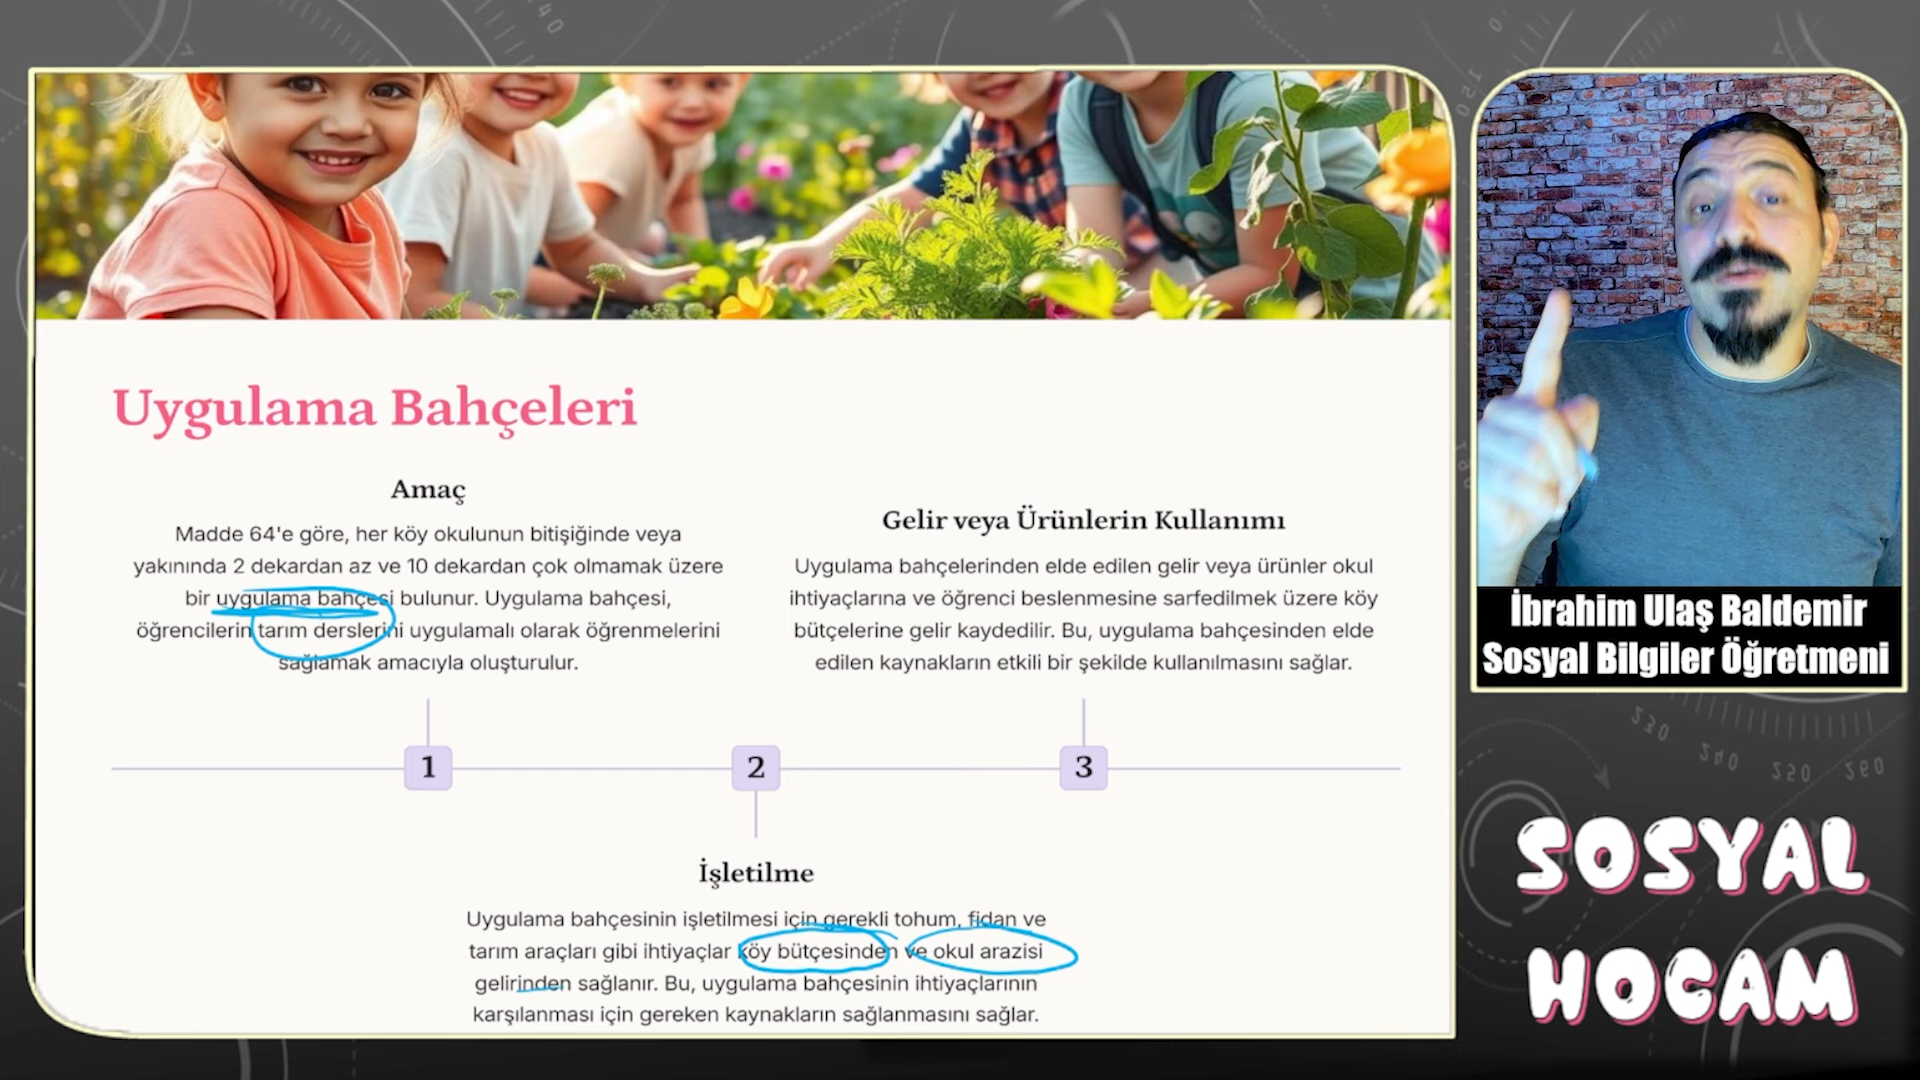 Uygulama Bahçeleri
Amaç
Madde 64'e göre, her köy okulunun bitişiğinde veya
yakınında 2 dekardan az ve 10 dekardan çok olmamak üzere
bir uygulama bahçesi bulunur. Uygulama bahçesi,
öğrencilerin tarım derslerini uygulamalı olarak öğrenmelerini
sağlamak amacıyla oluşturulur.
Gelir veya Ürünlerin Kullanımı
Uygulama bahçelerinden elde edilen gelir veya ürünler okul
ihtiyaçlarına ve öğrenci beslenmesine sarfedilmek üzere köy
bütçelerine gelir kaydedilir. Bu, uygulama bahçesinden elde
edilen kaynakların etkili bir şekilde kullanılmasını sağlar.
1
2
3
İşletilme
Uygulama bahçesinin işletilmesi için gerekli tohum, fidan ve
tarım araçları gibi ihtiyaçlar köy bütçesinden ve okul arazisi
gelirinden sağlanır. Bu, uygulama bahçesinin ihtiyaçlarının
karşılanması için gereken kaynakların sağlanmasını sağlar.
İbrahim Ulaş Baldemir
Sosyal Bilgiler Öğretmeni
SOSYAL
HOCAM
230 240 250 260